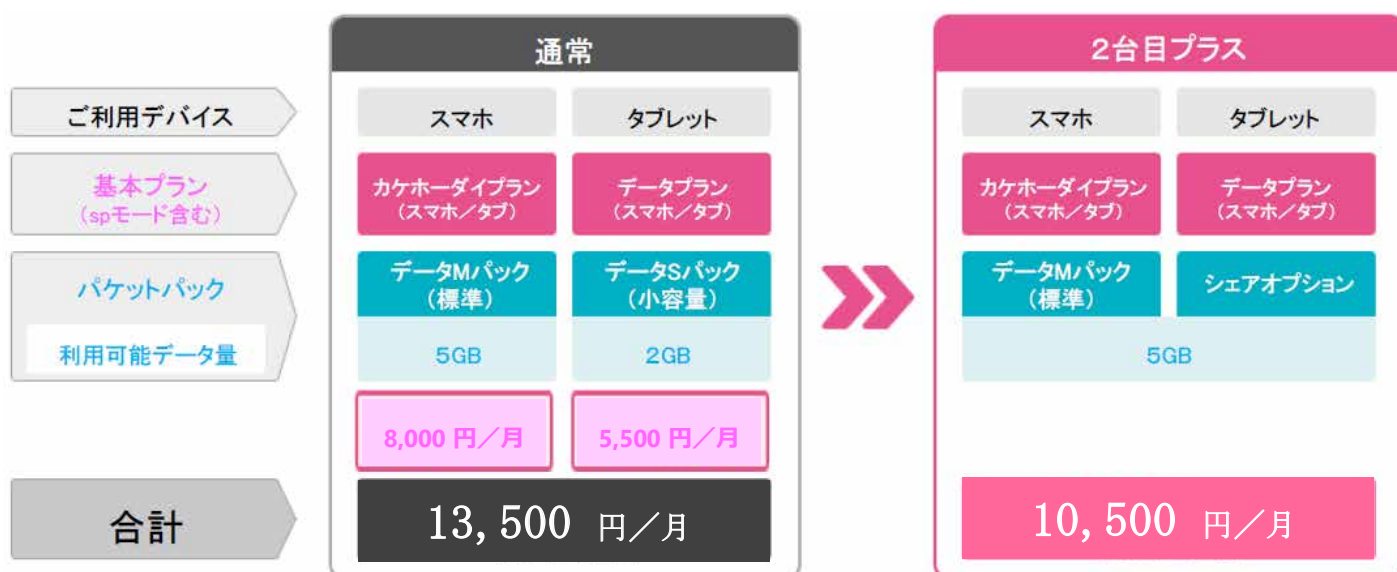 通常
2台目プラス
ご利用デバイス
スマホ
タブレット
スマホ
タブレット
基本プラン
(spモード含む)
カケホーダイプラン
(スマホ／タブ)
データプラン
(スマホ／タブ)
カケホーダイプラン
(スマホ／タブ)
データプラン
(スマホ／タブ)
パケットパック
データMパック
(標準)
データSパック
(小容量)
データMパック
(標準)
シェアオプション
利用可能データ量
5GB
2GB
5GB
8,000 円／月
5,500 円／月
合計
13,500 円／月
10,500 円／月